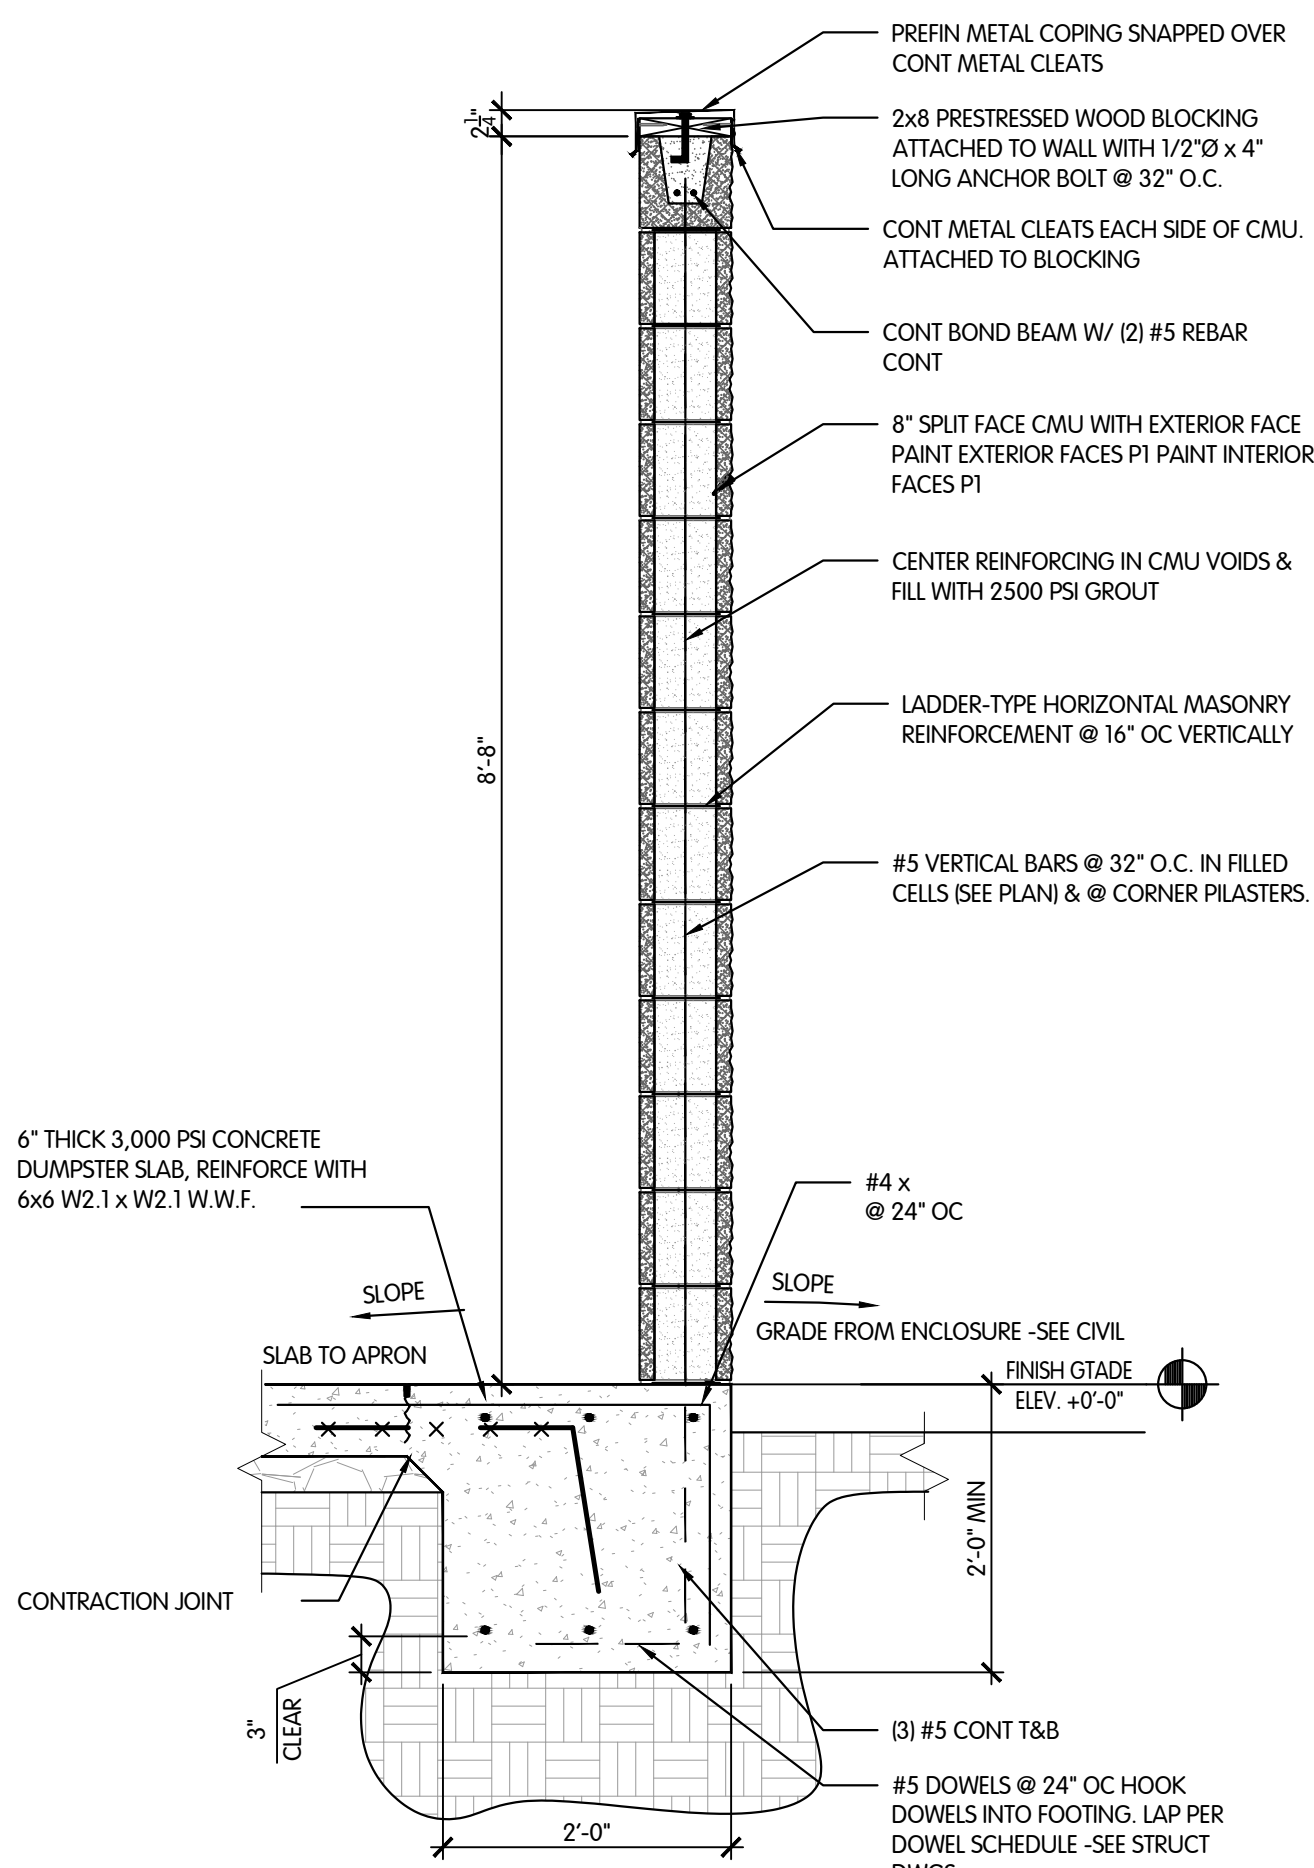 PREFIN METAL COPING SNAPPED OVER
CONT METAL CLEATS
2 1/4"
2x8 PRESTRESSED WOOD BLOCKING
ATTACHED TO WALL WITH 1/2"Ø x 4"
LONG ANCHOR BOLT @ 32" O.C.
CONT METAL CLEATS EACH SIDE OF CMU.
ATTACHED TO BLOCKING
CONT BOND BEAM W/ (2) #5 REBAR
CONT
8" SPLIT FACE CMU WITH EXTERIOR FACE
PAINT EXTERIOR FACES P1 PAINT INTERIOR
FACES P1
CENTER REINFORCING IN CMU VOIDS &
FILL WITH 2500 PSI GROUT
LADDER-TYPE HORIZONTAL MASONRY
REINFORCEMENT @ 16" OC VERTICALLY
8'-8"
#5 VERTICAL BARS @ 32" O.C. IN FILLED
CELLS (SEE PLAN) & @ CORNER PILASTERS.
6" THICK 3,000 PSI CONCRETE
DUMPSTER SLAB, REINFORCE WITH
6x6 W2.1 x W2.1 W.W.F.
#4 x
@ 24" OC
SLOPE
SLAB TO APRON
SLOPE
GRADE FROM ENCLOSURE -SEE CIVIL
FINISH GTADE
ELEV. +0'-0"
2'-0" MIN
CONTRACTION JOINT
3"
CLEAR
(3) #5 CONT T&B
#5 DOWELS @ 24" OC HOOK
DOWELS INTO FOOTING. LAP PER
DOWEL SCHEDULE -SEE STRUCT
2'-0"